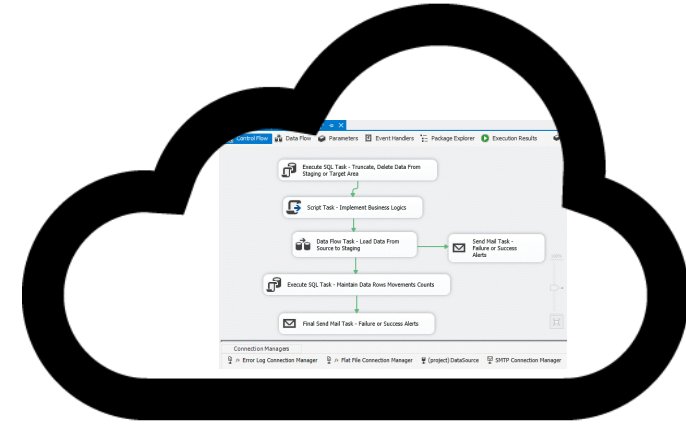 Control Flow Data Flow Parameters Event Handlers Package Explorer Execution Results
Execute SQL Task - Truncate, Delete Data From
Staging or Target Area
Script Task - Implement Business Logics
Data Flow Task - Load Data From
Source to Staging
Send Mail Task -
Failure or Success
Alerts
Execute SQL Task - Maintain Data Rows Movements Counts
Final Send Mail Task - Failure or Success Alerts
Connection Managers
Error Log Connection Manager Flat File Connection Manager (project) DataSource SMTP Connection Manager